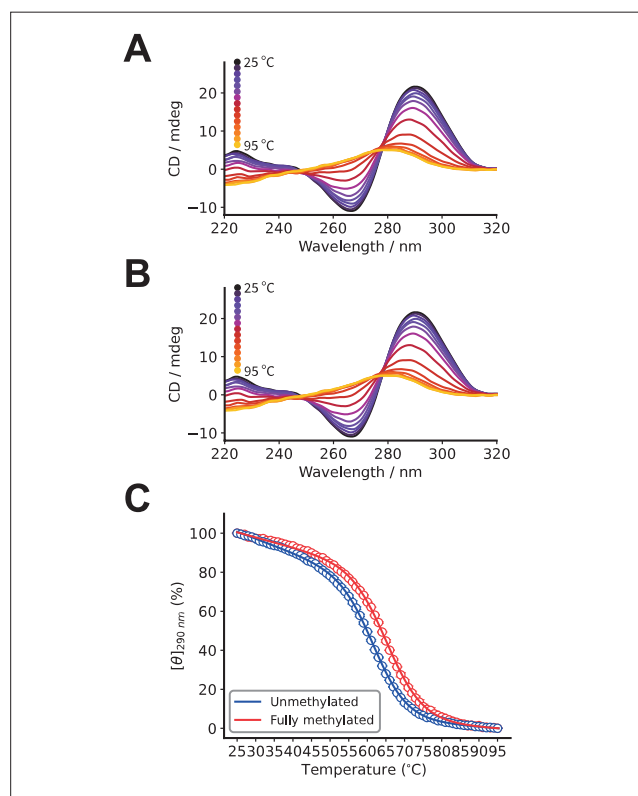 A
25 °C
95 °C
CD / mdeg
20
10
0
−10
220 240 260 280 300 320
Wavelength / nm
B
25 °C
95 °C
CD / mdeg
20
10
0
−10
220 240 260 280 300 320
Wavelength / nm
C
[θ]290 nm (%)
100
80
60
40
20
0
Unmethylated
Fully methylated
253035404550556065707580859095
Temperature (°C)